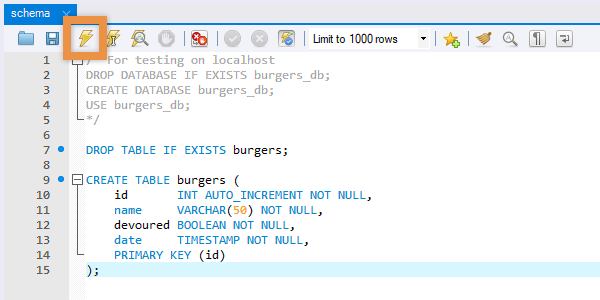 schema
Limit to 1000 rows
1 /* For testing on localhost
2 DROP DATABASE IF EXISTS burgers_db;
3 CREATE DATABASE burgers_db;
4 USE burgers_db;
5 */
6
7 DROP TABLE IF EXISTS burgers;
8
9 CREATE TABLE burgers (
10 id INT AUTO_INCREMENT NOT NULL,
11 name VARCHAR(50) NOT NULL,
12 devoured BOOLEAN NOT NULL,
13 date TIMESTAMP NOT NULL,
14 PRIMARY KEY (id)
15 );